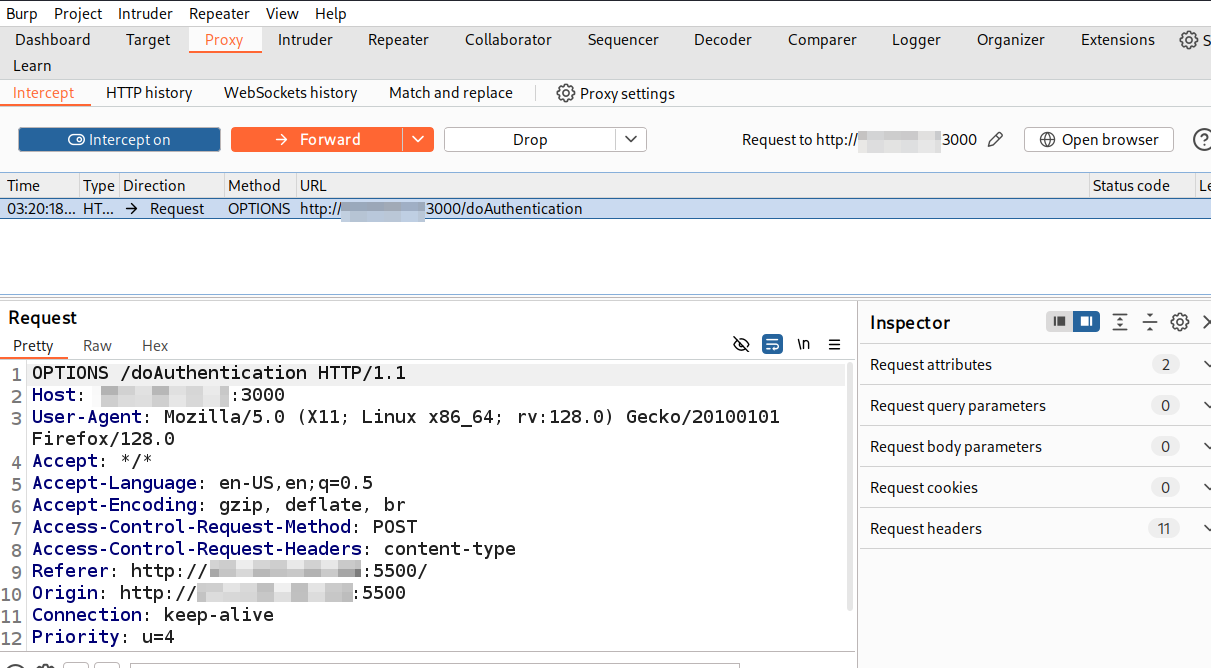 Burp Project Intruder Repeater View Help
Dashboard Target Proxy Intruder Repeater Collaborator Sequencer Decoder Comparer Logger Organizer Extensions S
Learn
Intercept HTTP history WebSockets history Match and replace Proxy settings
Intercept on Forward Drop Request to http:// 3000 Open browser
Time Type Direction Method URL Status code Le
03:20:18... HT... Request OPTIONS http:// 3000/doAuthentication
Request
Pretty Raw Hex \n
1 OPTIONS /doAuthentication HTTP/1.1
2 Host: :3000
3 User-Agent: Mozilla/5.0 (X11; Linux x86_64; rv:128.0) Gecko/20100101
Firefox/128.0
4 Accept: */*
5 Accept-Language: en-US,en;q=0.5
6 Accept-Encoding: gzip, deflate, br
7 Access-Control-Request-Method: POST
8 Access-Control-Request-Headers: content-type
9 Referer: http:// :5500/
10 Origin: http:// :5500
11 Connection: keep-alive
12 Priority: u=4
Inspector
Request attributes 2
Request query parameters 0
Request body parameters 0
Request cookies 0
Request headers 11